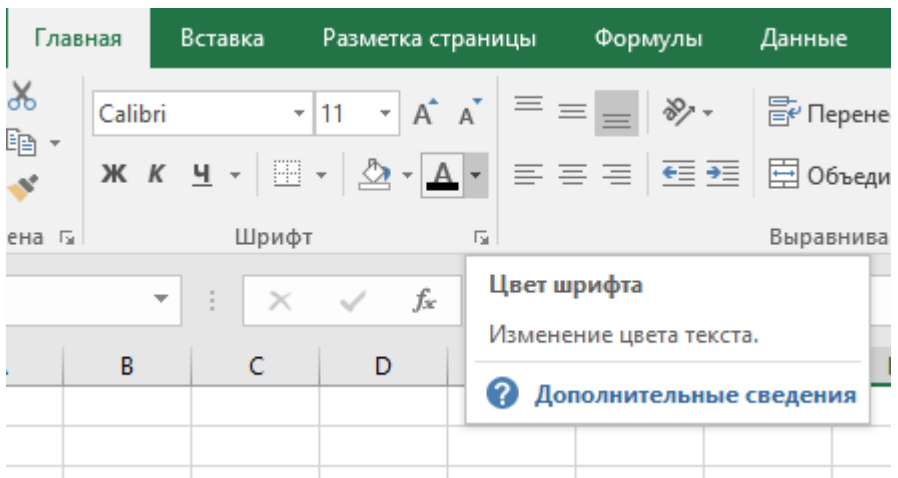 Главная Вставка Разметка страницы Формулы Данные
Calibri 11 Перене
Ж К Ч А Объеди
ена Шрифт Выравнива
fx
Цвет шрифта
Изменение цвета текста.
B C D
Дополнительные сведения